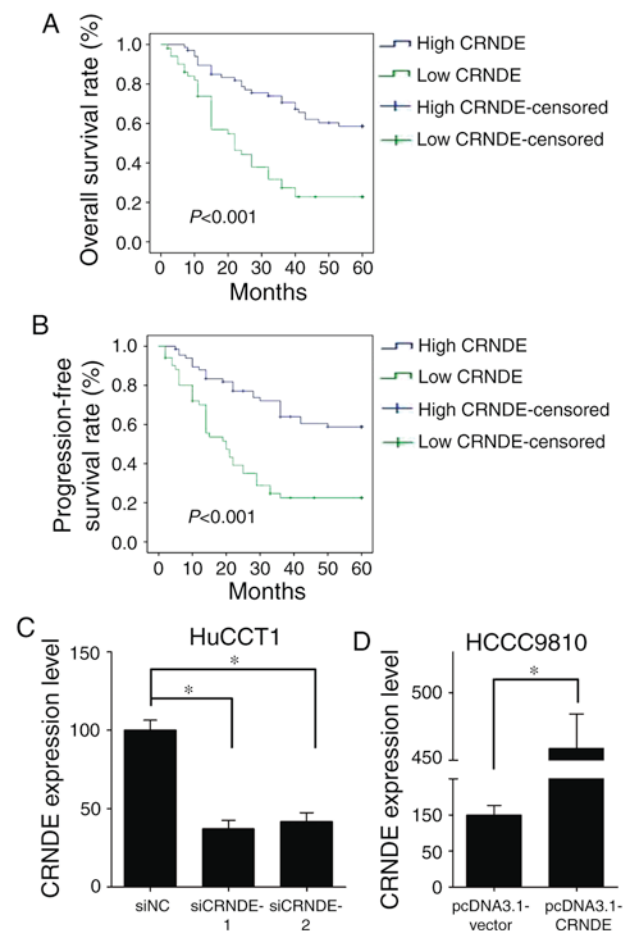 A
Overall survival rate (%)
1.0
0.8
0.6
0.4
0.2
0.0
P<0.001
0 10 20 30 40 50 60
Months
High CRNDE
Low CRNDE
High CRNDE-censored
Low CRNDE-censored
B
Progression-free
survival rate (%)
1.0
0.8
0.6
0.4
0.2
0.0
P<0.001
0 10 20 30 40 50 60
Months
High CRNDE
Low CRNDE
High CRNDE-censored
Low CRNDE-censored
C
HuCCT1
CRNDE expression level
150
100
50
0
*
*
siNC siCRNDE-1 siCRNDE-2
D
HCCC9810
CRNDE expression level
500
450
150
50
0
*
pcDNA3.1-vector
pcDNA3.1-CRNDE